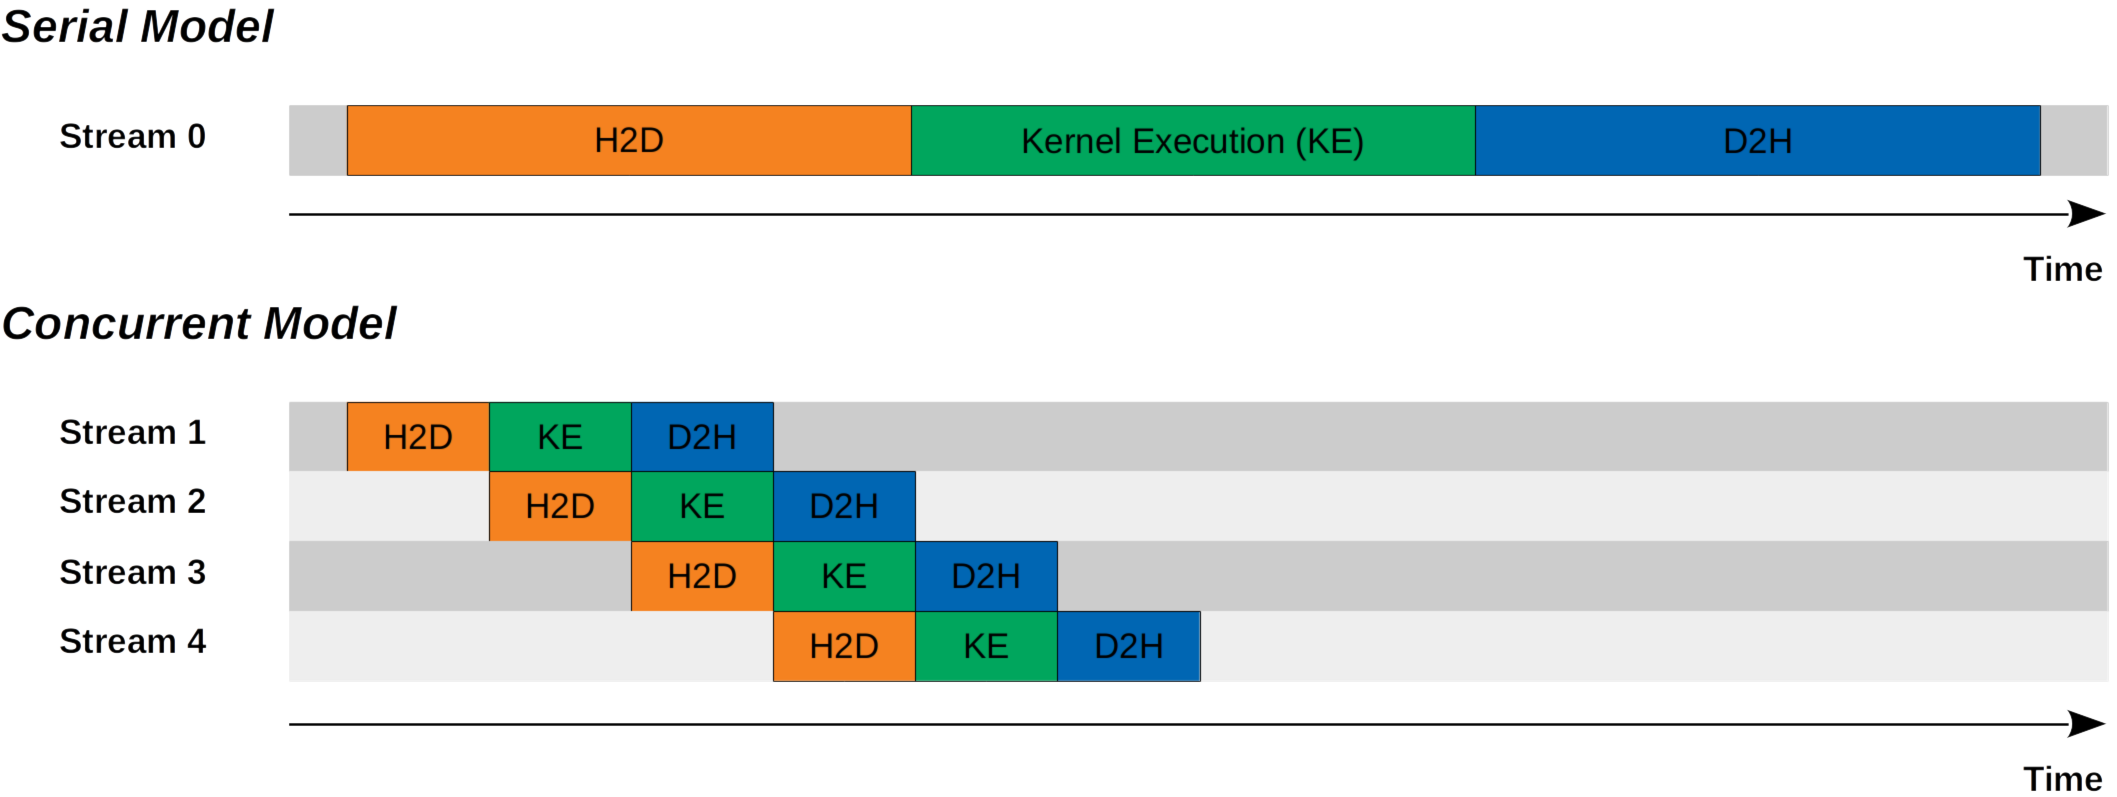 Serial Model
Stream 0
H2D
Kernel Execution (KE)
D2H
Time
Concurrent Model
Stream 1
H2D
KE
D2H
Stream 2
H2D
KE
D2H
Stream 3
H2D
KE
D2H
Stream 4
H2D
KE
D2H
Time